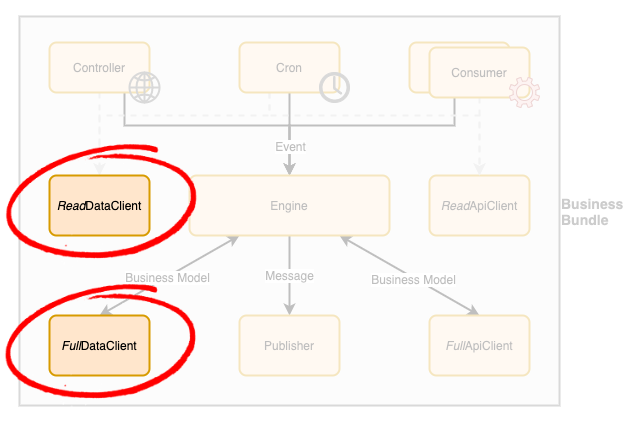 Controller
Cron
Consumer
Event
ReadDataClient
Engine
ReadApiClient
Business
Bundle
Business Model
Message
Business Model
FullDataClient
Publisher
FullApiClient